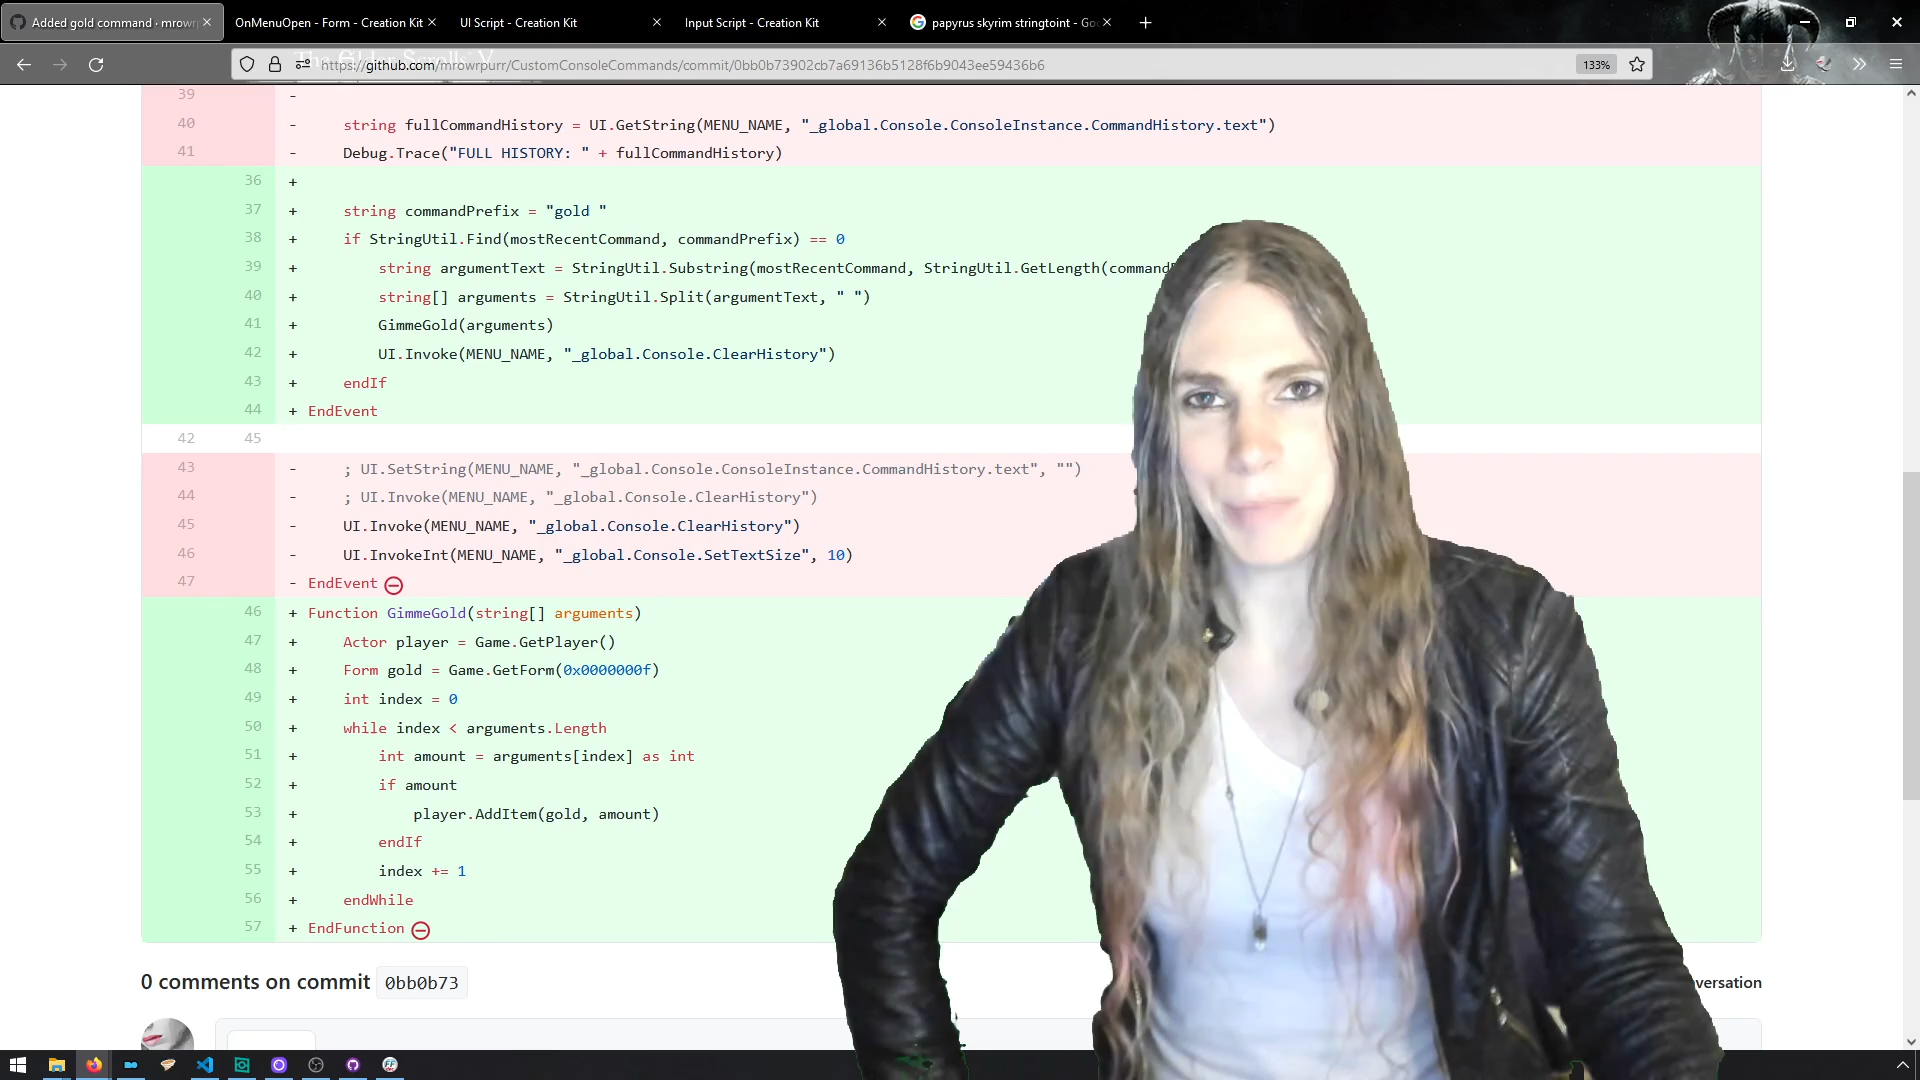 Added gold command · mrowrp
OnMenuOpen - Form - Creation Kit
UI Script - Creation Kit
Input Script - Creation Kit
papyrus skyrim stringtoint - Goo
https://github.com/mrowrpurr/CustomConsoleCommands/commit/0bb0b73902cb7a69136b5128f6b9043ee59436b6
133%
39 -
40 - string fullCommandHistory = UI.GetString(MENU_NAME, "_global.Console.ConsoleInstance.CommandHistory.text")
41 - Debug.Trace("FULL HISTORY: " + fullCommandHistory)
36 +
37 + string commandPrefix = "gold "
38 + if StringUtil.Find(mostRecentCommand, commandPrefix) == 0
39 + string argumentText = StringUtil.Substring(mostRecentCommand, StringUtil.GetLength(command
40 + string[] arguments = StringUtil.Split(argumentText, " ")
41 + GimmeGold(arguments)
42 + UI.Invoke(MENU_NAME, "_global.Console.ClearHistory")
43 + endIf
44 + EndEvent
42 45
43 - ; UI.SetString(MENU_NAME, "_global.Console.ConsoleInstance.CommandHistory.text", "")
44 - ; UI.Invoke(MENU_NAME, "_global.Console.ClearHistory")
45 - UI.Invoke(MENU_NAME, "_global.Console.ClearHistory")
46 - UI.InvokeInt(MENU_NAME, "_global.Console.SetTextSize", 10)
47 - EndEvent
46 + Function GimmeGold(string[] arguments)
47 + Actor player = Game.GetPlayer()
48 + Form gold = Game.GetForm(0x0000000f)
49 + int index = 0
50 + while index < arguments.Length
51 + int amount = arguments[index] as int
52 + if amount
53 + player.AddItem(gold, amount)
54 + endIf
55 + index += 1
56 + endWhile
57 + EndFunction
0 comments on commit 0bb0b73
versation